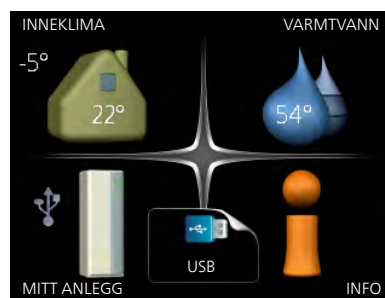 INNEKLIMA
VARMTVANN
-5°
22°
54°
USB
MITT ANLEGG
INFO